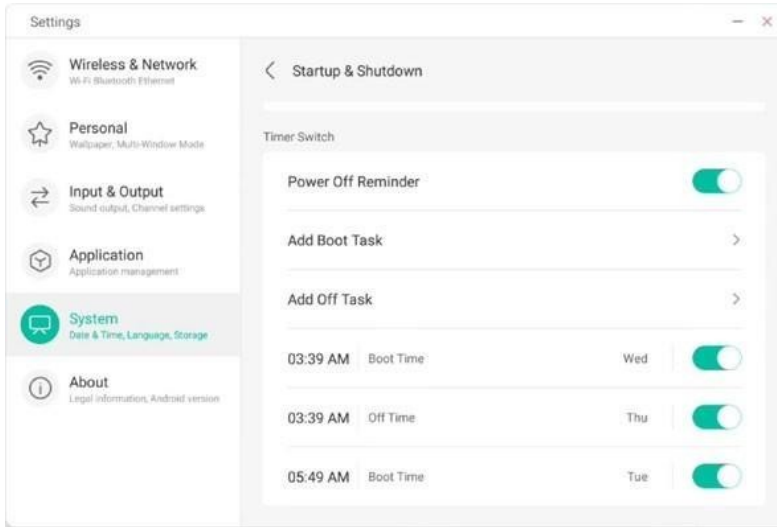 Settings
Wireless & Network
Wi-Fi Bluetooth Ethernet
Personal
Wallpaper, Multi-Window Mode
Input & Output
Sound output, Channel settings
Application
Application management
System
Date & Time, Language, Storage
About
Legal information, Android version
Startup & Shutdown
Timer Switch
Power Off Reminder
Add Boot Task
Add Off Task
03:39 AM Boot Time Wed
03:39 AM Off Time Thu
05:49 AM Boot Time Tue